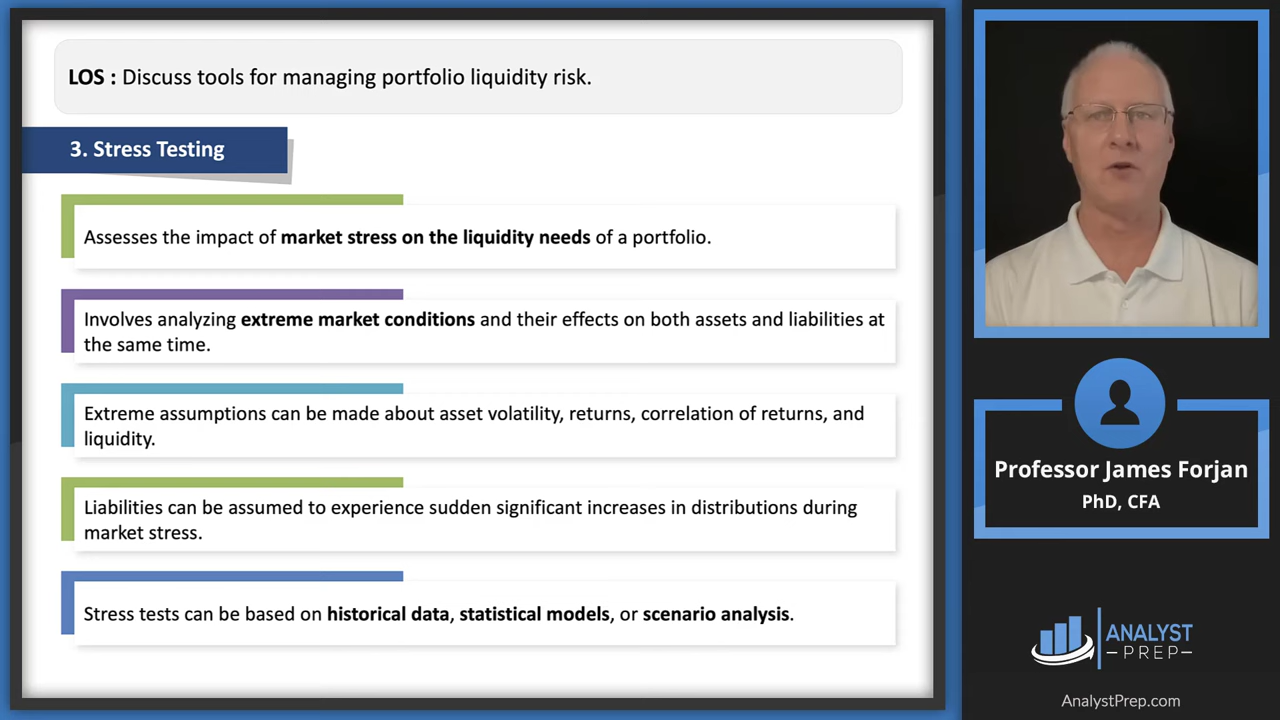 LOS : Discuss tools for managing portfolio liquidity risk.
3. Stress Testing
Assesses the impact of market stress on the liquidity needs of a portfolio.
Involves analyzing extreme market conditions and their effects on both assets and liabilities at
the same time.
Extreme assumptions can be made about asset volatility, returns, correlation of returns, and
liquidity.
Liabilities can be assumed to experience sudden significant increases in distributions during
market stress.
Stress tests can be based on historical data, statistical models, or scenario analysis.
Professor James Forjan
PhD, CFA
ANALYST
–PREP–
AnalystPrep.com